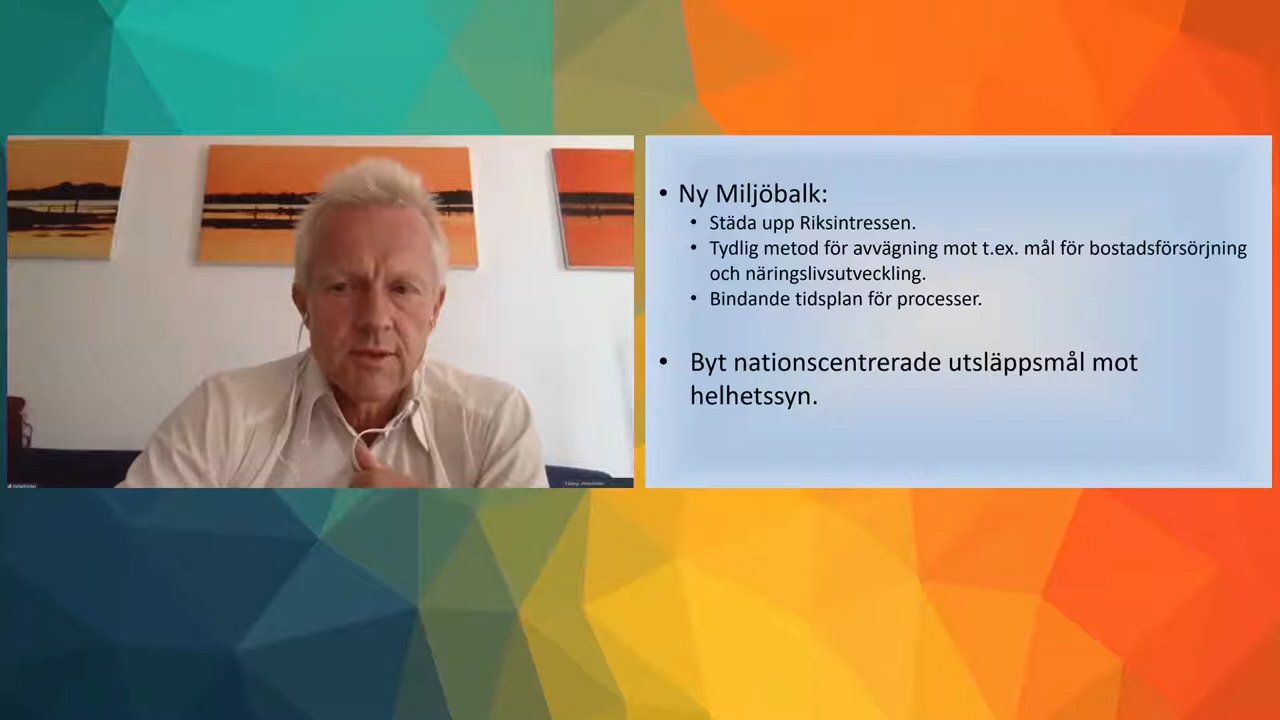 • Ny Miljöbalk:
• Städa upp Riksintressen.
• Tydlig metod för avvägning mot t.ex. mål för bostadsförsörjning
och näringslivsutveckling.
• Bindande tidsplan för processer.
• Byt nationscentrerade utsläppsmål mot
helhetssyn.